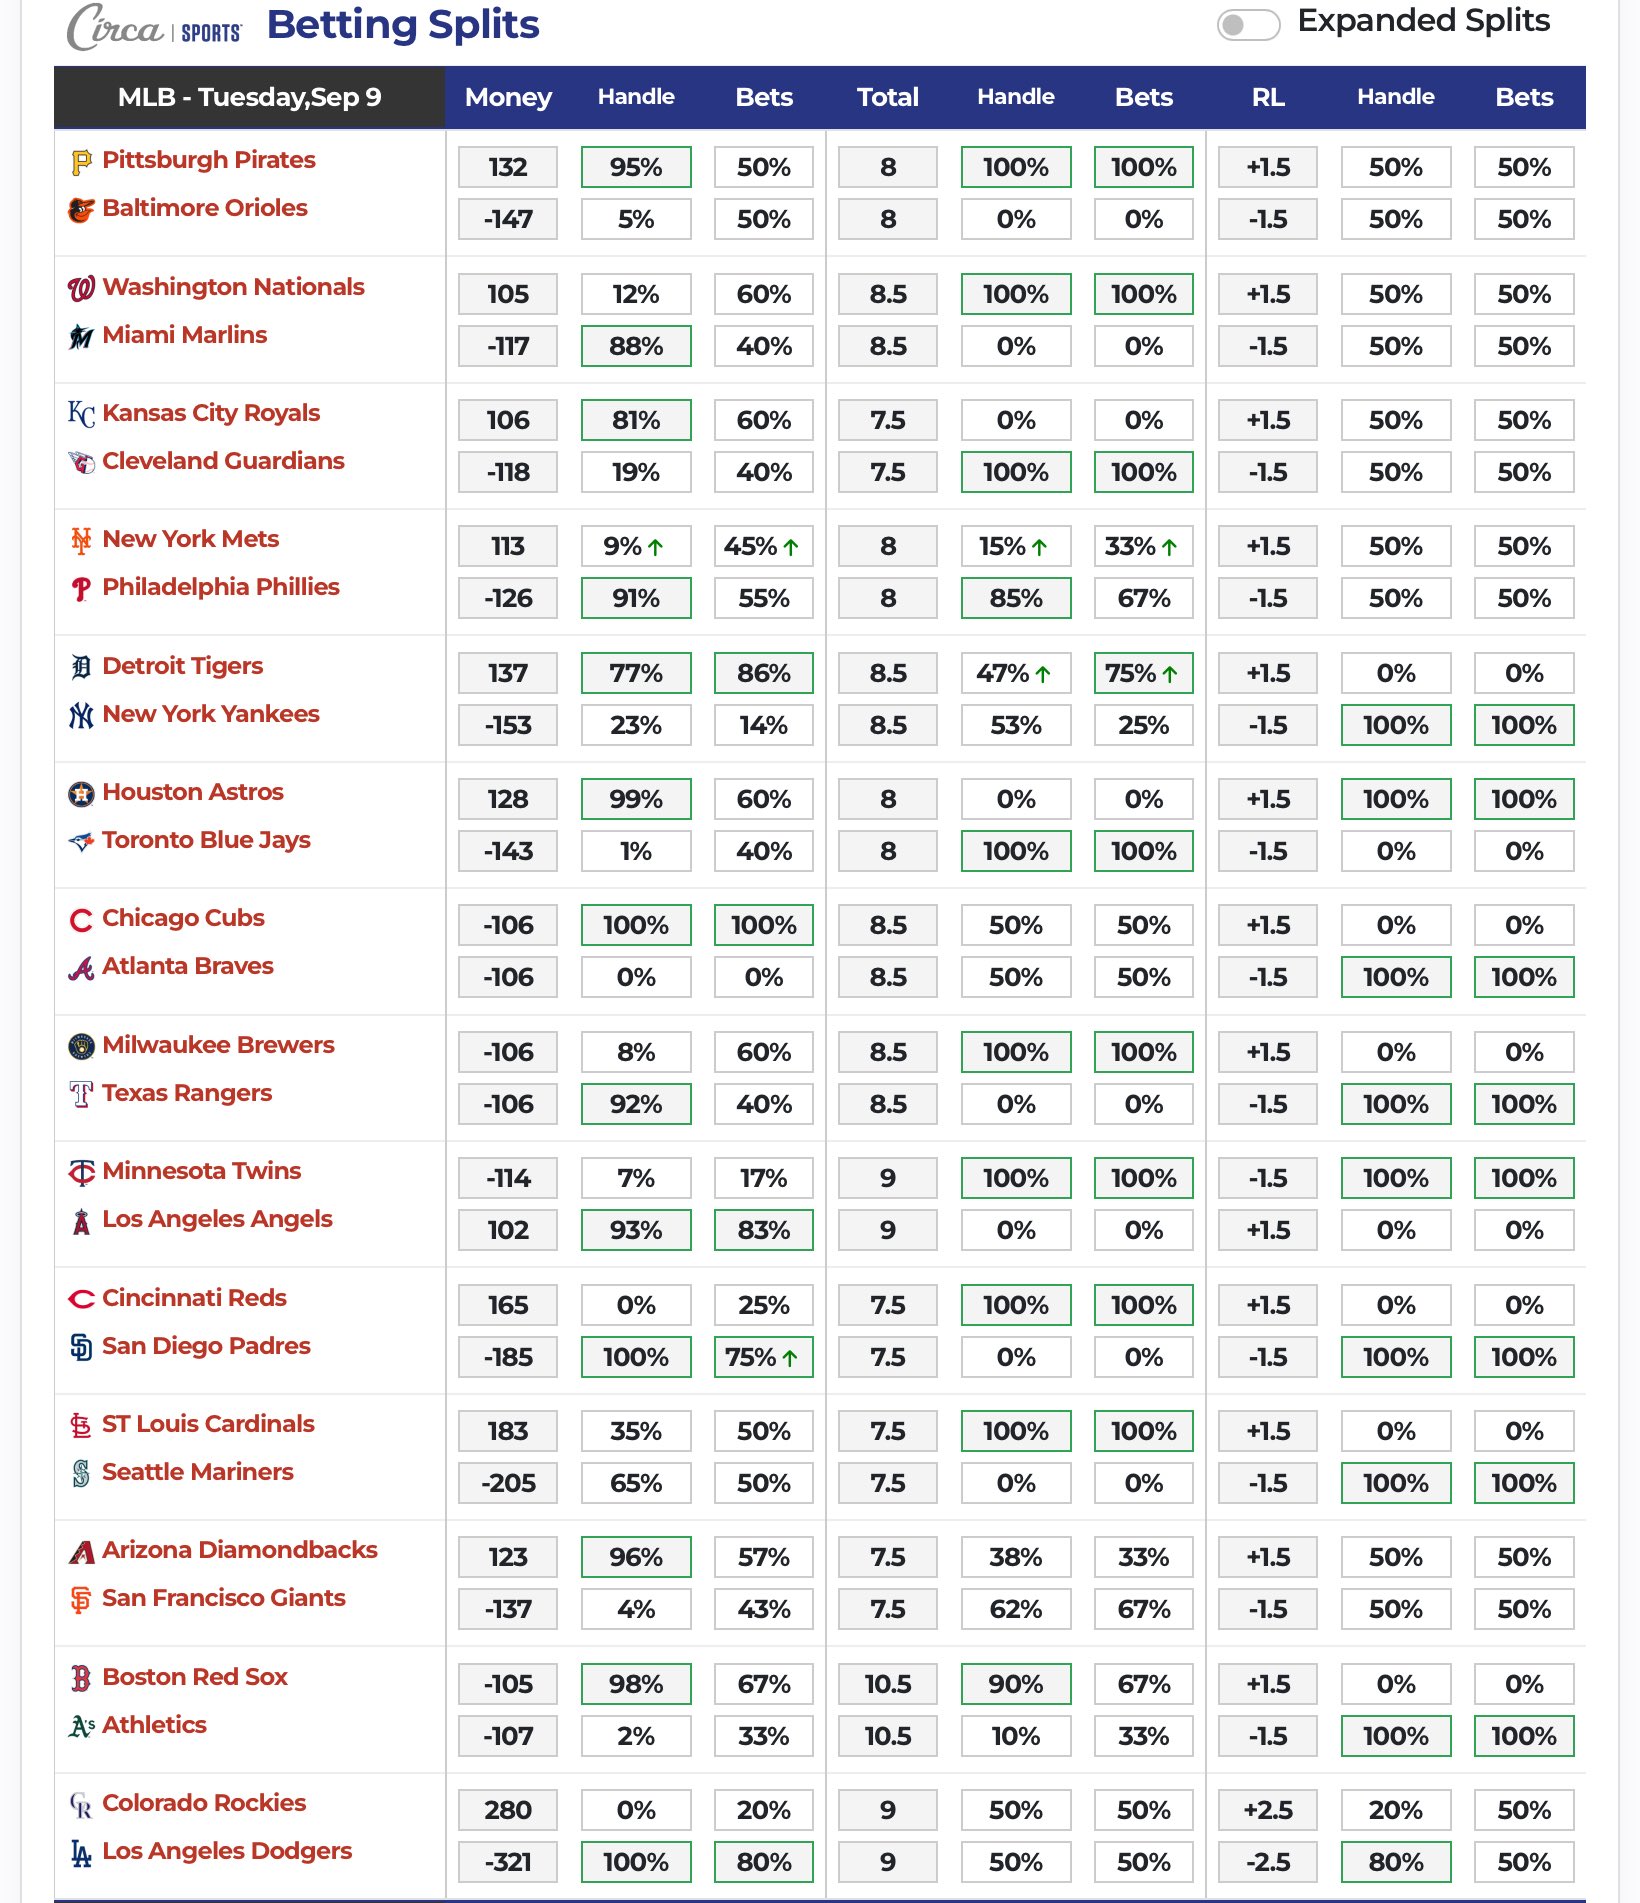 Circa | SPORTS Betting Splits Expanded Splits
MLB - Tuesday,Sep 9 Money Handle Bets Total Handle Bets RL Handle Bets
Pittsburgh Pirates 132 95% 50% 8 100% 100% +1.5 50% 50%
Baltimore Orioles -147 5% 50% 8 0% 0% -1.5 50% 50%
Washington Nationals 105 12% 60% 8.5 100% 100% +1.5 50% 50%
Miami Marlins -117 88% 40% 8.5 0% 0% -1.5 50% 50%
Kansas City Royals 106 81% 60% 7.5 0% 0% +1.5 50% 50%
Cleveland Guardians -118 19% 40% 7.5 100% 100% -1.5 50% 50%
New York Mets 113 9% ↑ 45% ↑ 8 15% ↑ 33% ↑ +1.5 50% 50%
Philadelphia Phillies -126 91% 55% 8 85% 67% -1.5 50% 50%
Detroit Tigers 137 77% 86% 8.5 47% ↑ 75% ↑ +1.5 0% 0%
New York Yankees -153 23% 14% 8.5 53% 25% -1.5 100% 100%
Houston Astros 128 99% 60% 8 0% 0% +1.5 100% 100%
Toronto Blue Jays -143 1% 40% 8 100% 100% -1.5 0% 0%
Chicago Cubs -106 100% 100% 8.5 50% 50% +1.5 0% 0%
Atlanta Braves -106 0% 0% 8.5 50% 50% -1.5 100% 100%
Milwaukee Brewers -106 8% 60% 8.5 100% 100% +1.5 0% 0%
Texas Rangers -106 92% 40% 8.5 0% 0% -1.5 100% 100%
Minnesota Twins -114 7% 17% 9 100% 100% -1.5 100% 100%
Los Angeles Angels 102 93% 83% 9 0% 0% +1.5 0% 0%
Cincinnati Reds 165 0% 25% 7.5 100% 100% +1.5 0% 0%
San Diego Padres -185 100% 75% ↑ 7.5 0% 0% -1.5 100% 100%
ST Louis Cardinals 183 35% 50% 7.5 100% 100% +1.5 0% 0%
Seattle Mariners -205 65% 50% 7.5 0% 0% -1.5 100% 100%
Arizona Diamondbacks 123 96% 57% 7.5 38% 33% +1.5 50% 50%
San Francisco Giants -137 4% 43% 7.5 62% 67% -1.5 50% 50%
Boston Red Sox -105 98% 67% 10.5 90% 67% +1.5 0% 0%
Athletics -107 2% 33% 10.5 10% 33% -1.5 100% 100%
Colorado Rockies 280 0% 20% 9 50% 50% +2.5 20% 50%
Los Angeles Dodgers -321 100% 80% 9 50% 50% -2.5 80% 50%